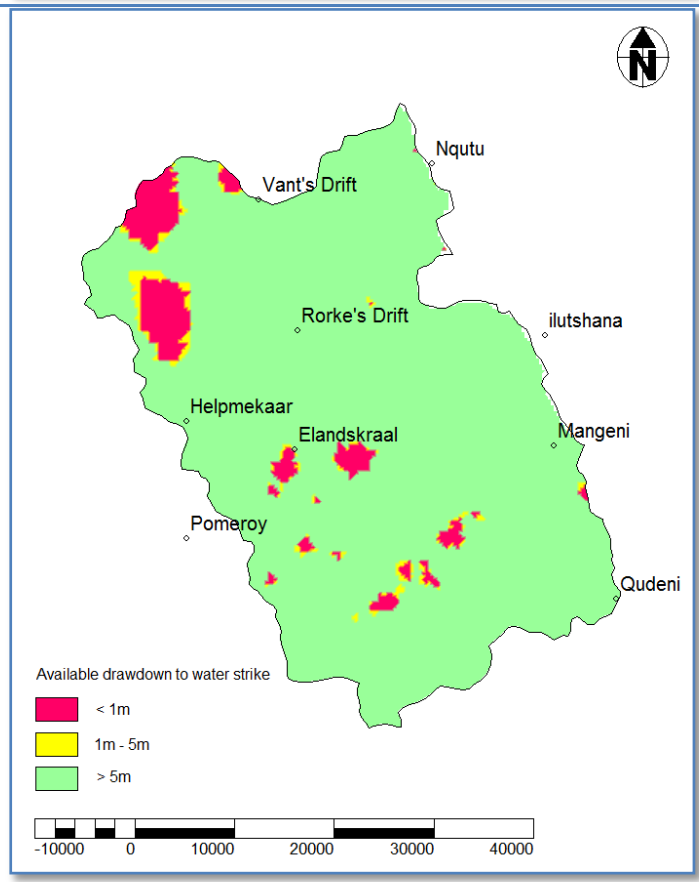 N
Nqutu
Vant's Drift
Rorke's Drift
ilutshana
Helpmekaar
Elandskraal
Mangeni
Pomeroy
Qudeni
Available drawdown to water strike
< 1m
1m - 5m
> 5m
-10000 0 10000 20000 30000 40000